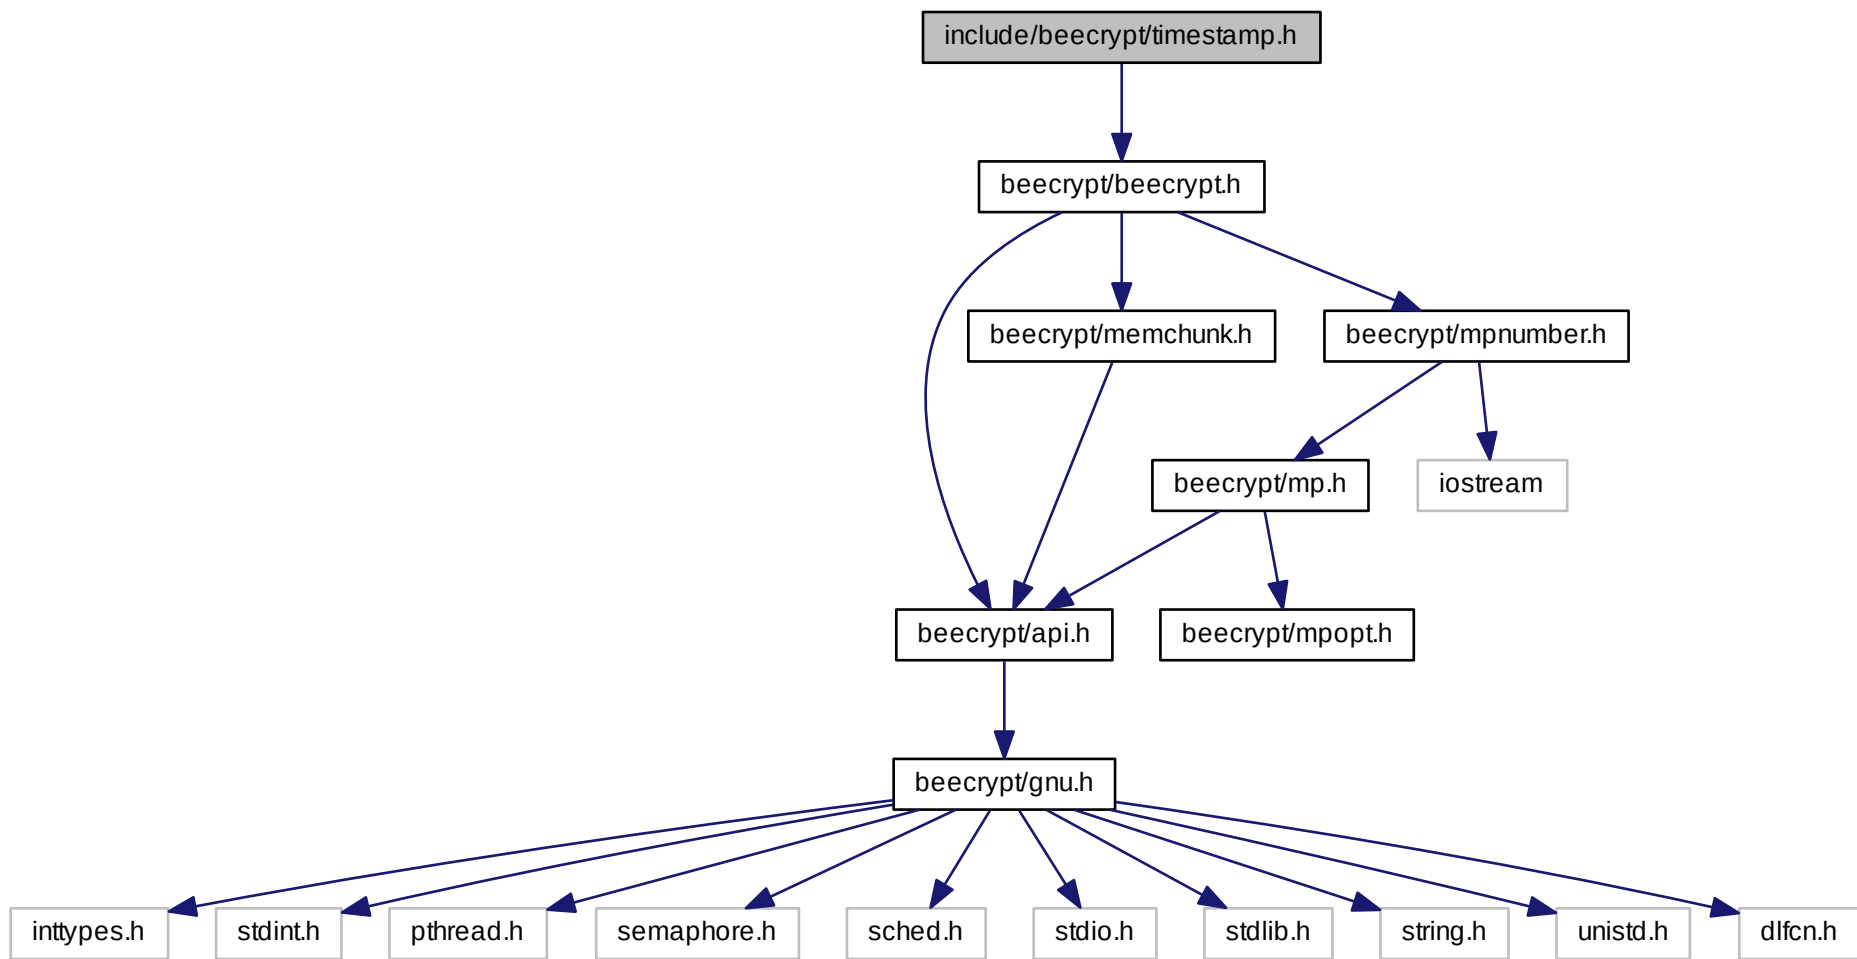 include/beecrypt/timestamp.h
beecrypt/beecrypt.h
beecrypt/memchunk.h
beecrypt/mpnumber.h
beecrypt/mp.h
iostream
beecrypt/api.h
beecrypt/mpopt.h
beecrypt/gnu.h
inttypes.h
stdint.h
pthread.h
semaphore.h
sched.h
stdio.h
stdlib.h
string.h
unistd.h
dlfcn.h